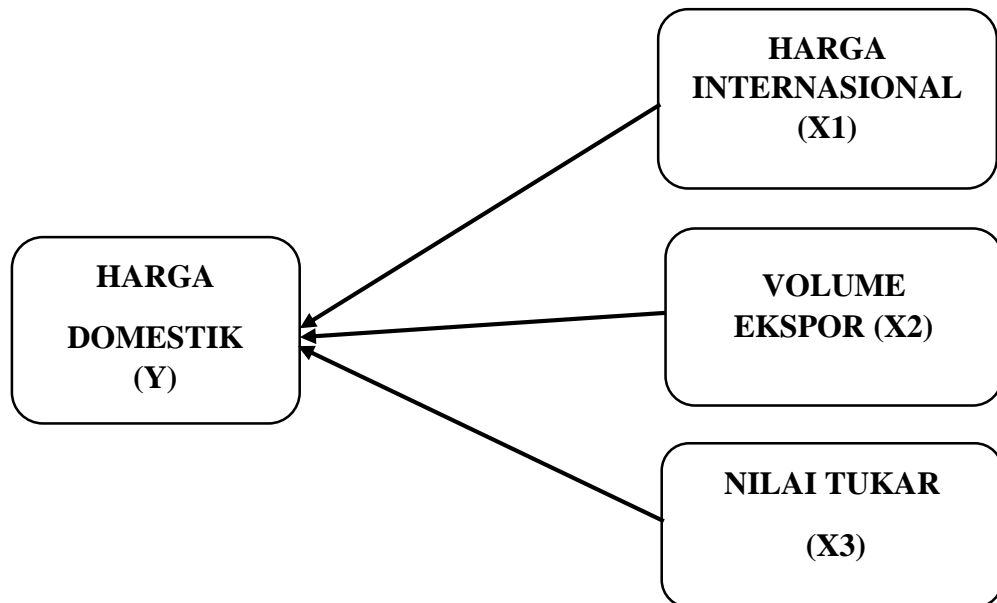 HARGA
INTERNASIONAL
(X1)
HARGA
DOMESTIK
(Y)
VOLUME
EKSPOR (X2)
NILAI TUKAR
(X3)